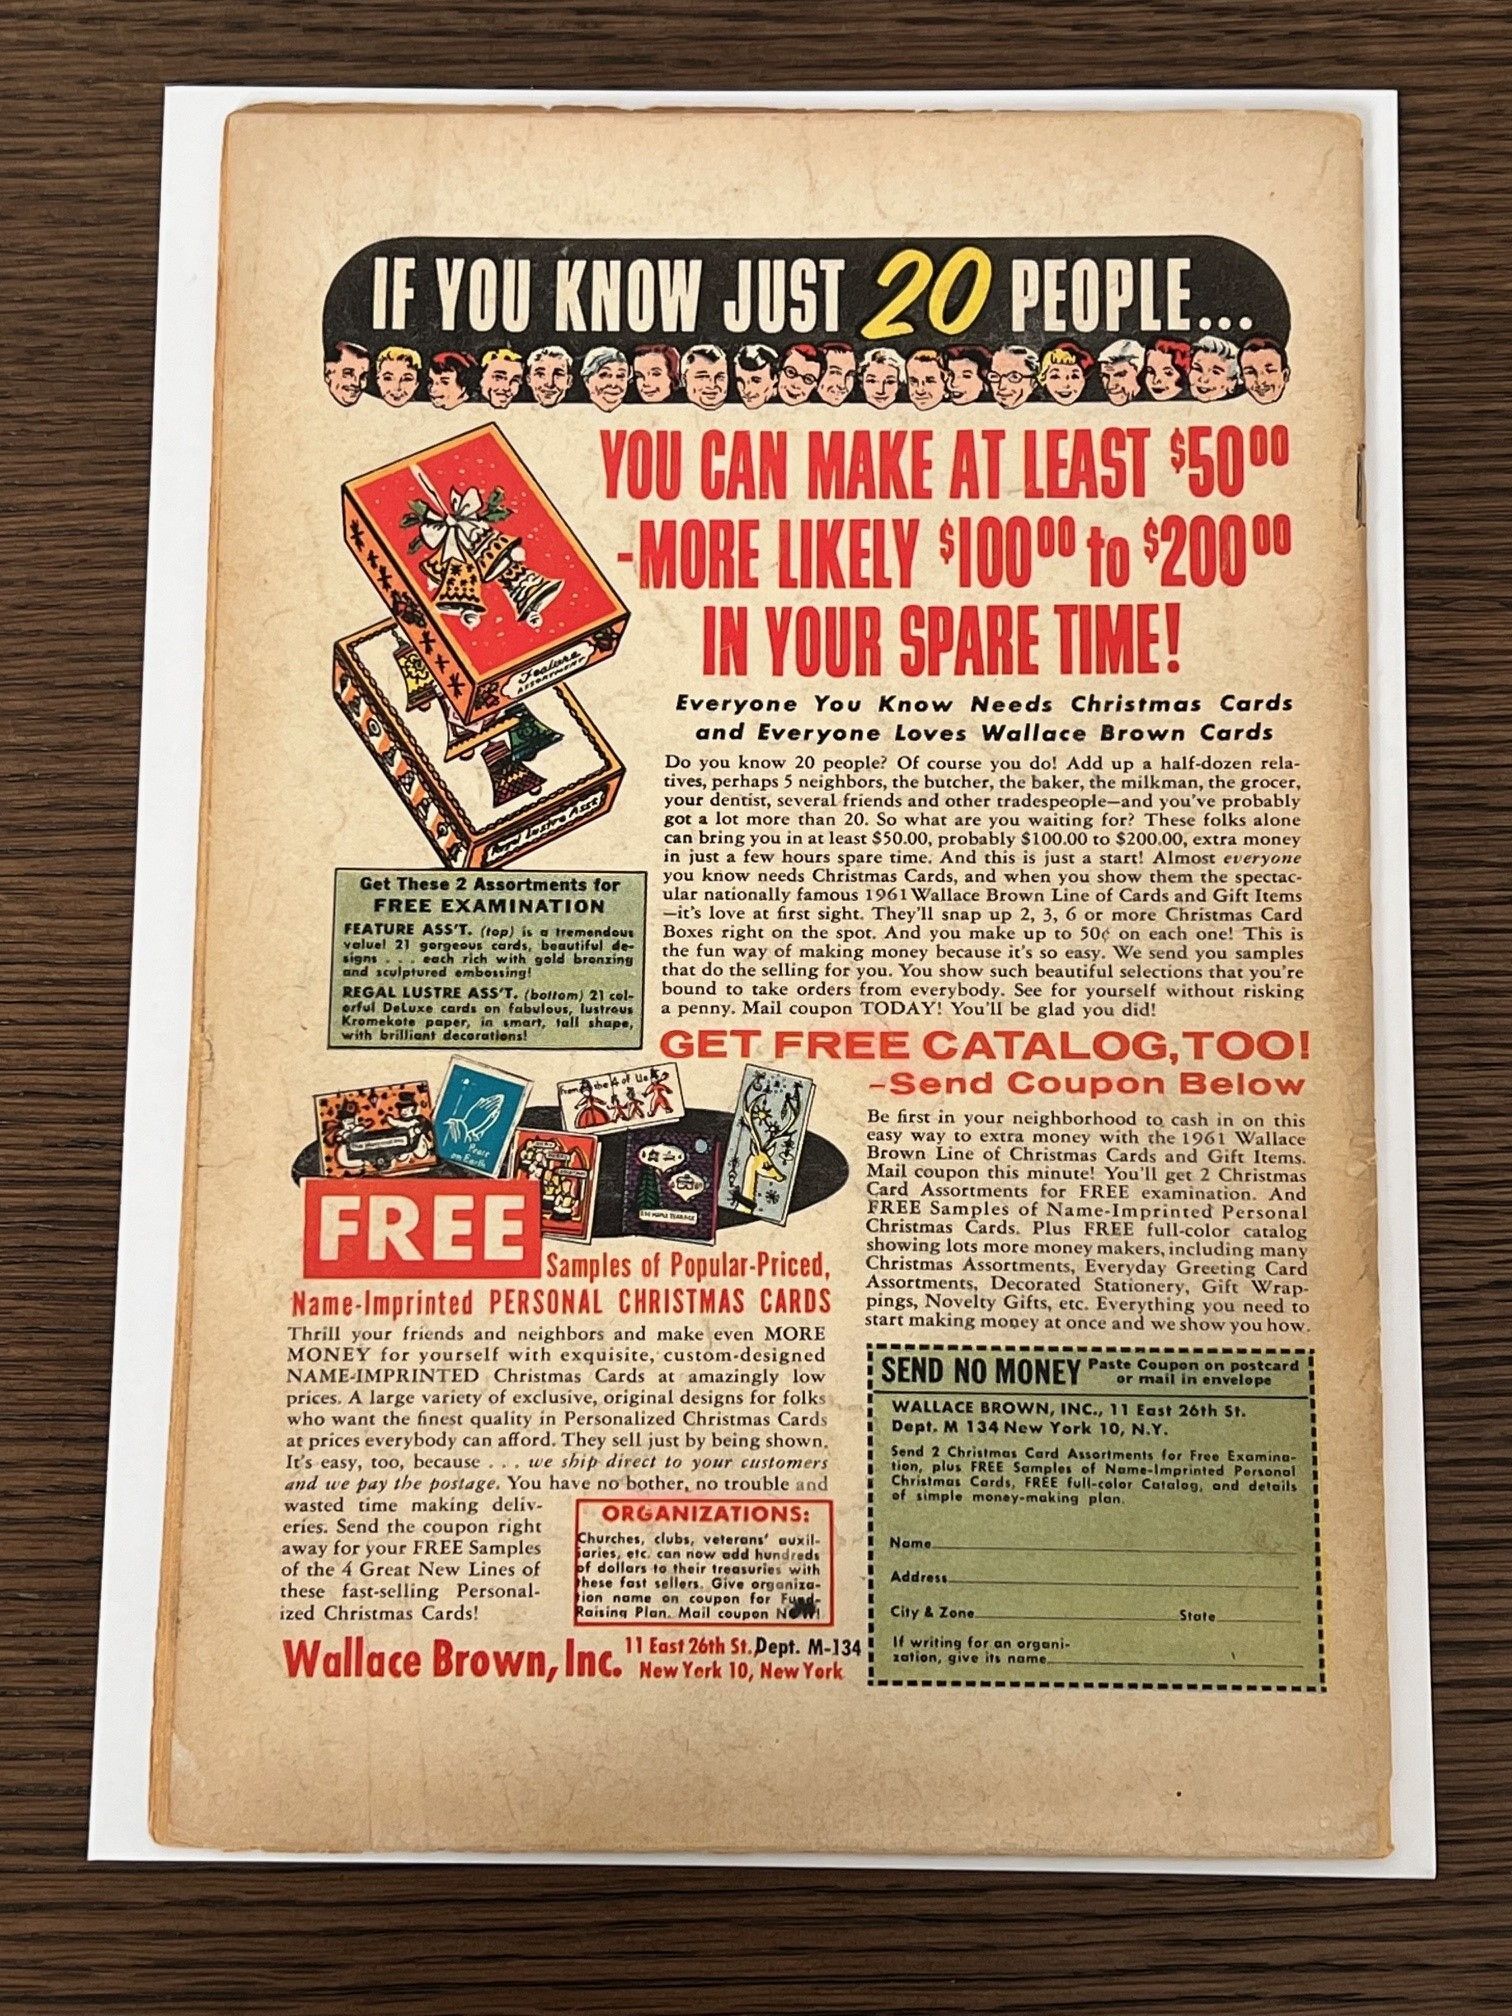 IF YOU KNOW JUST 20 PEOPLE...
YOU CAN MAKE AT LEAST $50.00
-MORE LIKELY $100.00 to $200.00
IN YOUR SPARE TIME!
Feature
ASSORTMENT
Regal Lustre Asst
Everyone You Know Needs Christmas Cards
and Everyone Loves Wallace Brown Cards
Do you know 20 people? Of course you do! Add up a half-dozen rela-
tives, perhaps 5 neighbors, the butcher, the baker, the milkman, the grocer,
your dentist, several friends and other tradespeople—and you've probably
got a lot more than 20. So what are you waiting for? These folks alone
can bring you in at least $50.00, probably $100.00 to $200.00, extra money
in just a few hours spare time. And this is just a start! Almost everyone
you know needs Christmas Cards, and when you show them the spectac-
ular nationally famous 1961 Wallace Brown Line of Cards and Gift Items
—it's love at first sight. They'll snap up 2, 3, 6 or more Christmas Card
Boxes right on the spot. And you make up to 50¢ on each one! This is
the fun way of making money because it's so easy. We send you samples
that do the selling for you. You show such beautiful selections that you're
bound to take orders from everybody. See for yourself without risking
a penny. Mail coupon TODAY! You'll be glad you did!
Get These 2 Assortments for
FREE EXAMINATION
FEATURE ASS'T. (top) is a tremendous
value! 21 gorgeous cards, beautiful de-
signs . . . each rich with gold bronzing
and sculptured embossing!
REGAL LUSTRE ASS'T. (bottom) 21 col-
orful DeLuxe cards on fabulous, lustrous
Kromekote paper, in smart, tall shape,
with brilliant decorations!
GET FREE CATALOG, TOO!
-Send Coupon Below
Be first in your neighborhood to cash in on this
easy way to extra money with the 1961 Wallace
Brown Line of Christmas Cards and Gift Items.
Mail coupon this minute! You'll get 2 Christmas
Card Assortments for FREE examination. And
FREE Samples of Name-Imprinted Personal
Christmas Cards. Plus FREE full-color catalog
showing lots more money makers, including many
Christmas Assortments, Everyday Greeting Card
Assortments, Decorated Stationery, Gift Wrap-
pings, Novelty Gifts, etc. Everything you need to
start making money at once and we show you how.
Peace
on Earth
From the 4 of Us
FREE
Samples of Popular-Priced,
Name-Imprinted PERSONAL CHRISTMAS CARDS
Thrill your friends and neighbors and make even MORE
MONEY for yourself with exquisite, custom-designed
NAME-IMPRINTED Christmas Cards at amazingly low
prices. A large variety of exclusive, original designs for folks
who want the finest quality in Personalized Christmas Cards
at prices everybody can afford. They sell just by being shown.
It's easy, too, because . . . we ship direct to your customers
and we pay the postage. You have no bother, no trouble and
wasted time making deliv-
eries. Send the coupon right
away for your FREE Samples
of the 4 Great New Lines of
these fast-selling Personal-
ized Christmas Cards!
ORGANIZATIONS:
Churches, clubs, veterans' auxil-
iaries, etc. can now add hundreds
of dollars to their treasuries with
these fast sellers. Give organiza-
tion name on coupon for Fund-
Raising Plan. Mail coupon NOW!
Wallace Brown, Inc. 11 East 26th St., Dept. M-134
New York 10, New York
SEND NO MONEY Paste Coupon on postcard
or mail in envelope
WALLACE BROWN, INC., 11 East 26th St.
Dept. M 134 New York 10, N.Y.
Send 2 Christmas Card Assortments for Free Examina-
tion, plus FREE Samples of Name-Imprinted Personal
Christmas Cards, FREE full-color Catalog, and details
of simple money-making plan.
Name
Address
City & Zone State
If writing for an organi-
zation, give its name